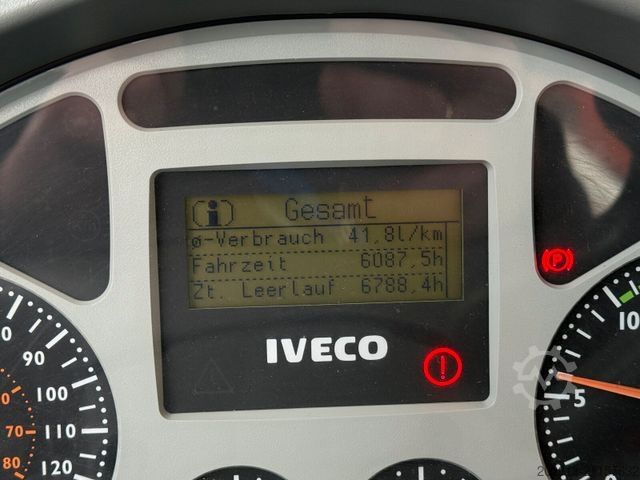 (i) Gesamt
ø-Verbrauch 41,8l/km
Fahrzeit 6087,5h
Zt. Leerlauf 6788,4h
IVECO
(P)
(!)
90
100
110
120
70
80
10
5